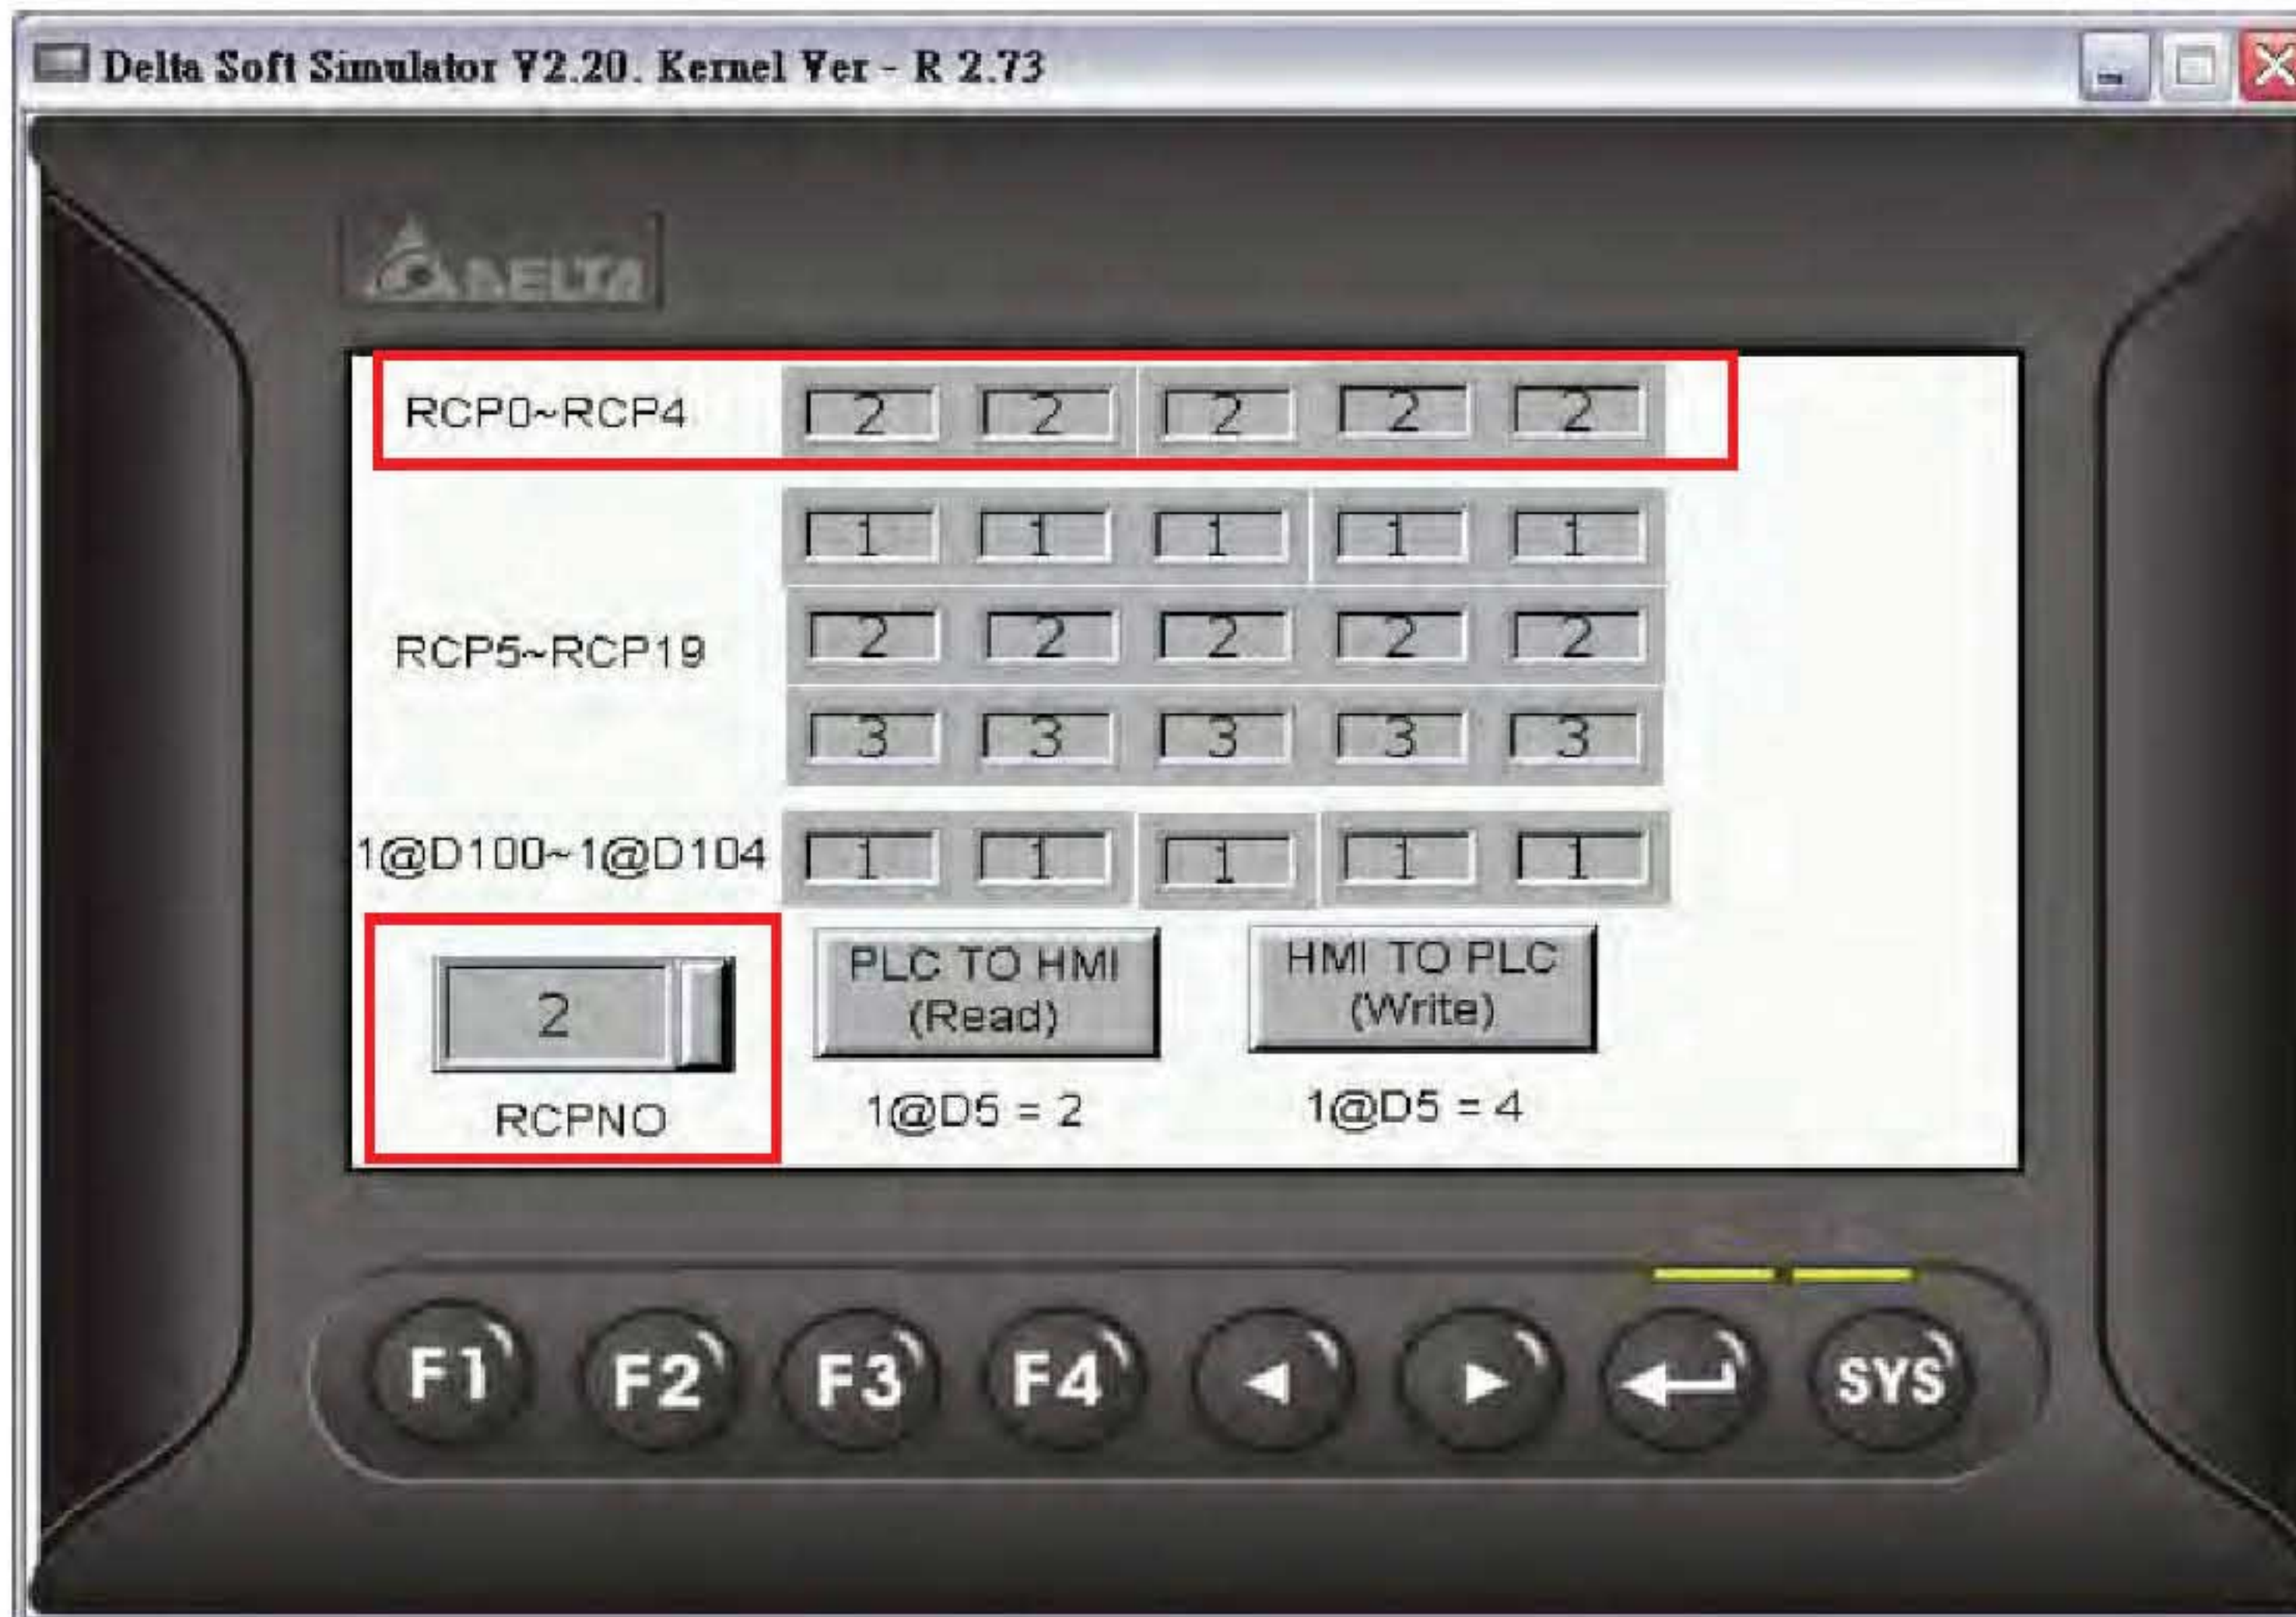 Delta Soft Simulator V2.20. Kernel Ver - R 2.73
DELTA
RCP0~RCP4 2 2 2 2 2
1 1 1 1 1
RCP5~RCP19 2 2 2 2 2
3 3 3 3 3
1@D100~1@D104 1 1 1 1 1
2
RCPNO
PLC TO HMI
(Read)
1@D5 = 2
HMI TO PLC
(Write)
1@D5 = 4
F1 F2 F3 F4 SYS